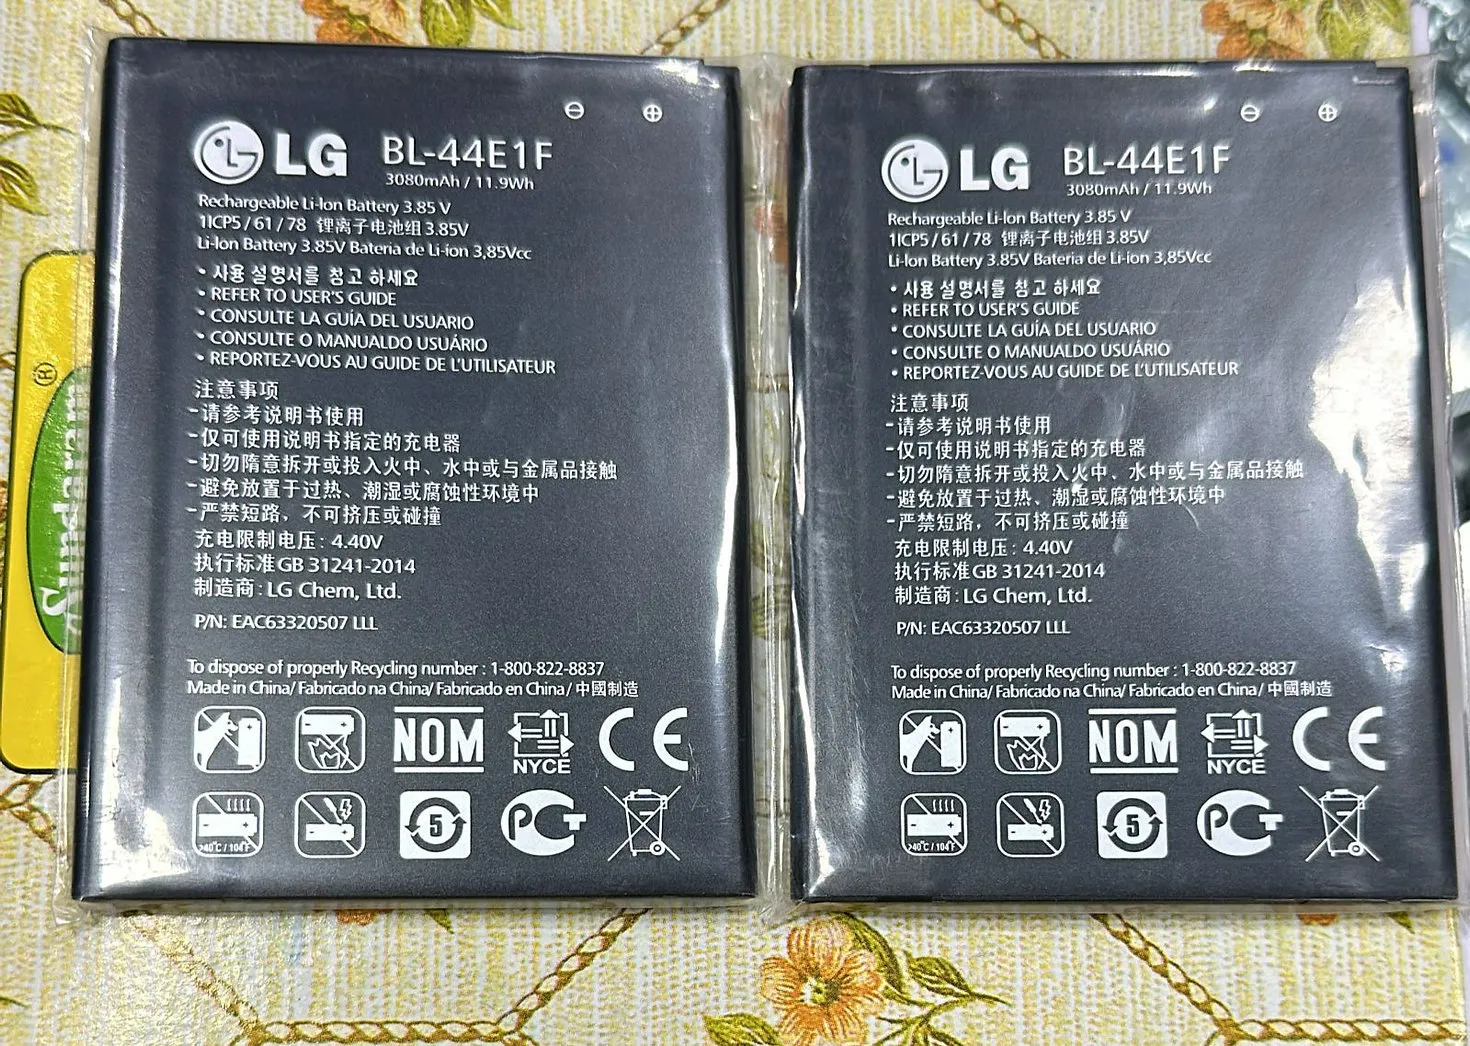 LG BL-44E1F
3080mAh / 11.9Wh
Rechargeable Li-Ion Battery 3.85 V
1ICP5/61/78 锂离子电池组 3.85V
Li-Ion Battery 3.85V Bateria de Li-ion 3,85Vcc
• 사용 설명서를 참고 하세요
• REFER TO USER'S GUIDE
• CONSULTE LA GUÍA DEL USUARIO
• CONSULTE O MANUALDO USUÁRIO
• REPORTEZ-VOUS AU GUIDE DE L'UTILISATEUR
注意事项
-请参考说明书使用
-仅可使用说明书指定的充电器
-切勿隋意拆开或投入火中、水中或与金属品接触
-避免放置于过热、潮湿或腐蚀性环境中
-严禁短路，不可挤压或碰撞
充电限制电压: 4.40V
执行标准GB 31241-2014
制造商: LG Chem, Ltd.
P/N: EAC63320507 LLL
To dispose of properly Recycling number : 1-800-822-8837
Made in China/ Fabricado na China/ Fabricado en China / 中國制造
NOM NYCE CE
>40°C / 104°F 5 PCT
LG BL-44E1F
3080mAh / 11.9Wh
Rechargeable Li-Ion Battery 3.85 V
1ICP5/61/78 锂离子电池组 3.85V
Li-Ion Battery 3.85V Bateria de Li-ion 3,85Vcc
• 사용 설명서를 참고 하세요
• REFER TO USER'S GUIDE
• CONSULTE LA GUÍA DEL USUARIO
• CONSULTE O MANUALDO USUÁRIO
• REPORTEZ-VOUS AU GUIDE DE L'UTILISATEUR
注意事项
-请参考说明书使用
-仅可使用说明书指定的充电器
-切勿隋意拆开或投入火中、水中或与金属品接触
-避免放置于过热、潮湿或腐蚀性环境中
-严禁短路，不可挤压或碰撞
充电限制电压: 4.40V
执行标准GB 31241-2014
制造商: LG Chem, Ltd.
P/N: EAC63320507 LLL
To dispose of properly Recycling number : 1-800-822-8837
Made in China/ Fabricado na China/ Fabricado en China / 中國制造
NOM NYCE CE
>40°C / 104°F 5 PCT